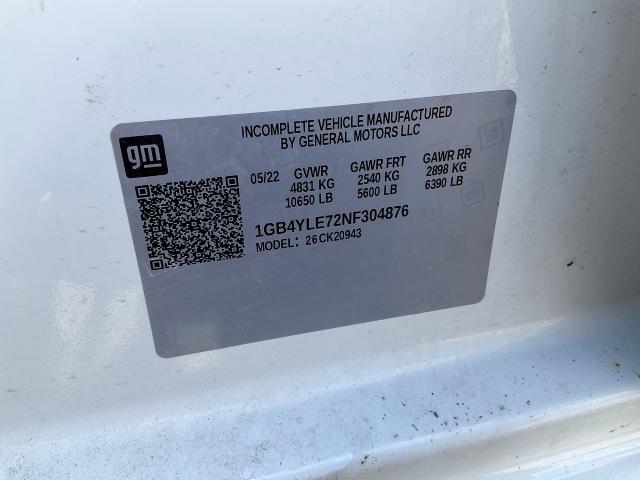 INCOMPLETE VEHICLE MANUFACTURED
BY GENERAL MOTORS LLC
gm
05/22 GVWR GAWR FRT GAWR RR
4831 KG 2540 KG 2898 KG
10650 LB 5600 LB 6390 LB
1GB4YLE72NF304876
MODEL: 26CK20943